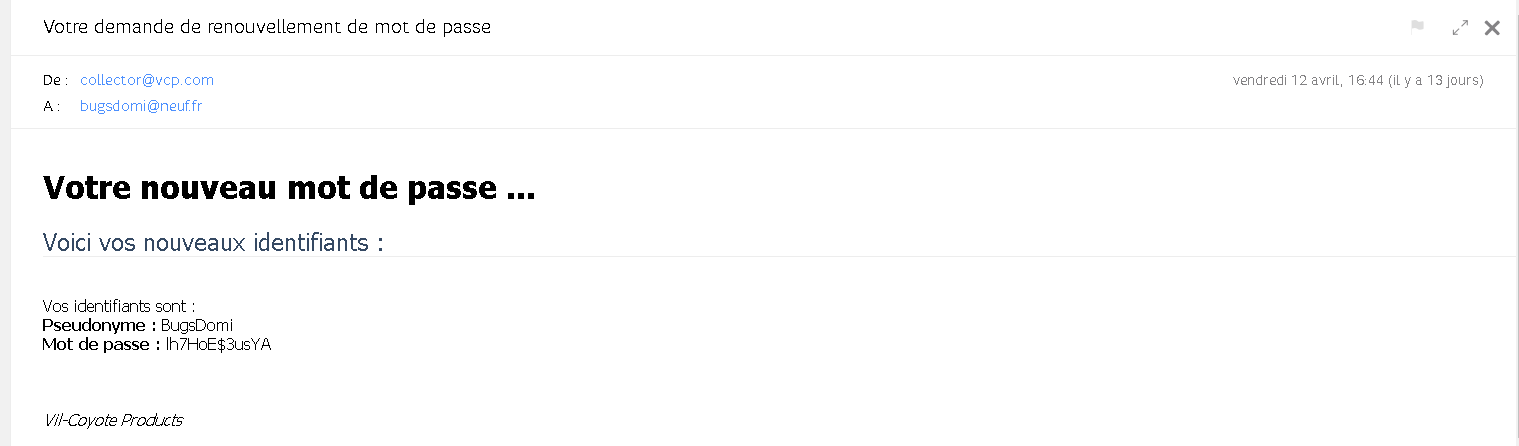 Votre demande de renouvellement de mot de passe
De : collector@vcp.com
vendredi 12 avril, 16:44 (il y a 13 jours)
A : bugsdomi@neuf.fr
Votre nouveau mot de passe ...
Voici vos nouveaux identifiants :
Vos identifiants sont :
Pseudonyme : BugsDomi
Mot de passe : lh7HoE$3usYA
Vil-Coyote Products